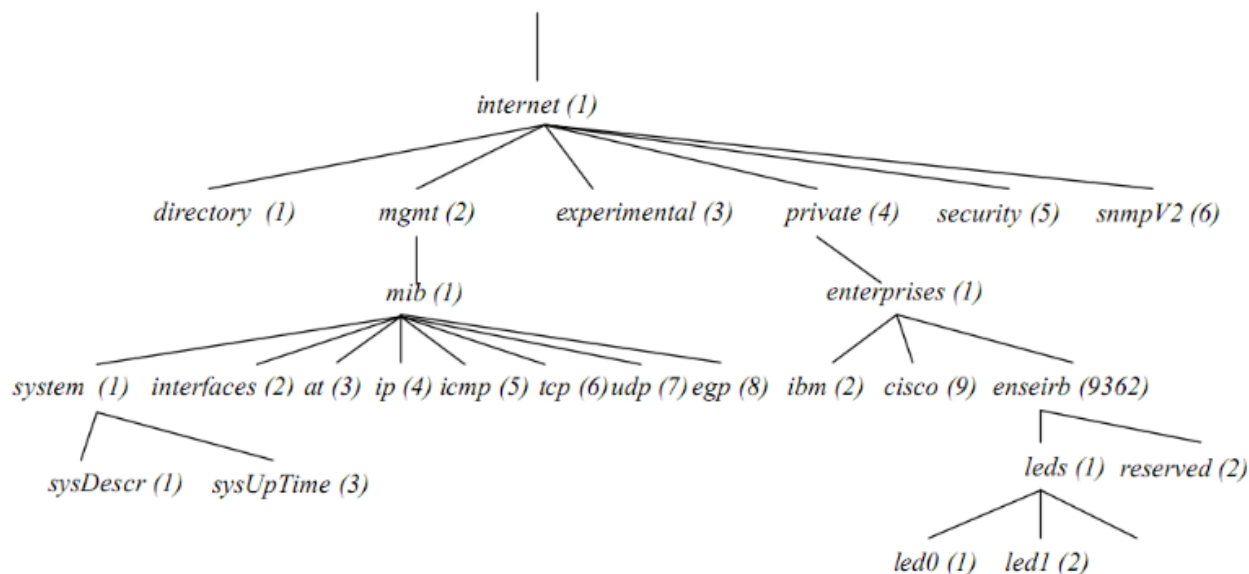 internet (1)
directory (1) mgmt (2) experimental (3) private (4) security (5) snmpV2 (6)
mib (1) enterprises (1)
system (1) interfaces (2) at (3) ip (4) icmp (5) tcp (6) udp (7) egp (8) ibm (2) cisco (9) enseirb (9362)
sysDescr (1) sysUpTime (3) leds (1) reserved (2)
led0 (1) led1 (2)